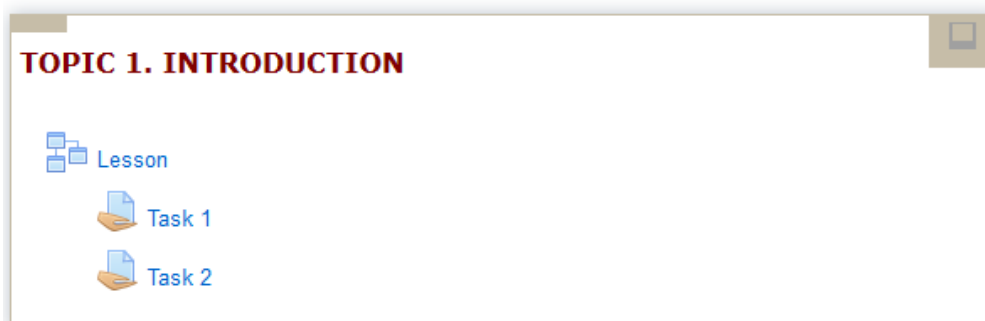 TOPIC 1. INTRODUCTION
Lesson
Task 1
Task 2